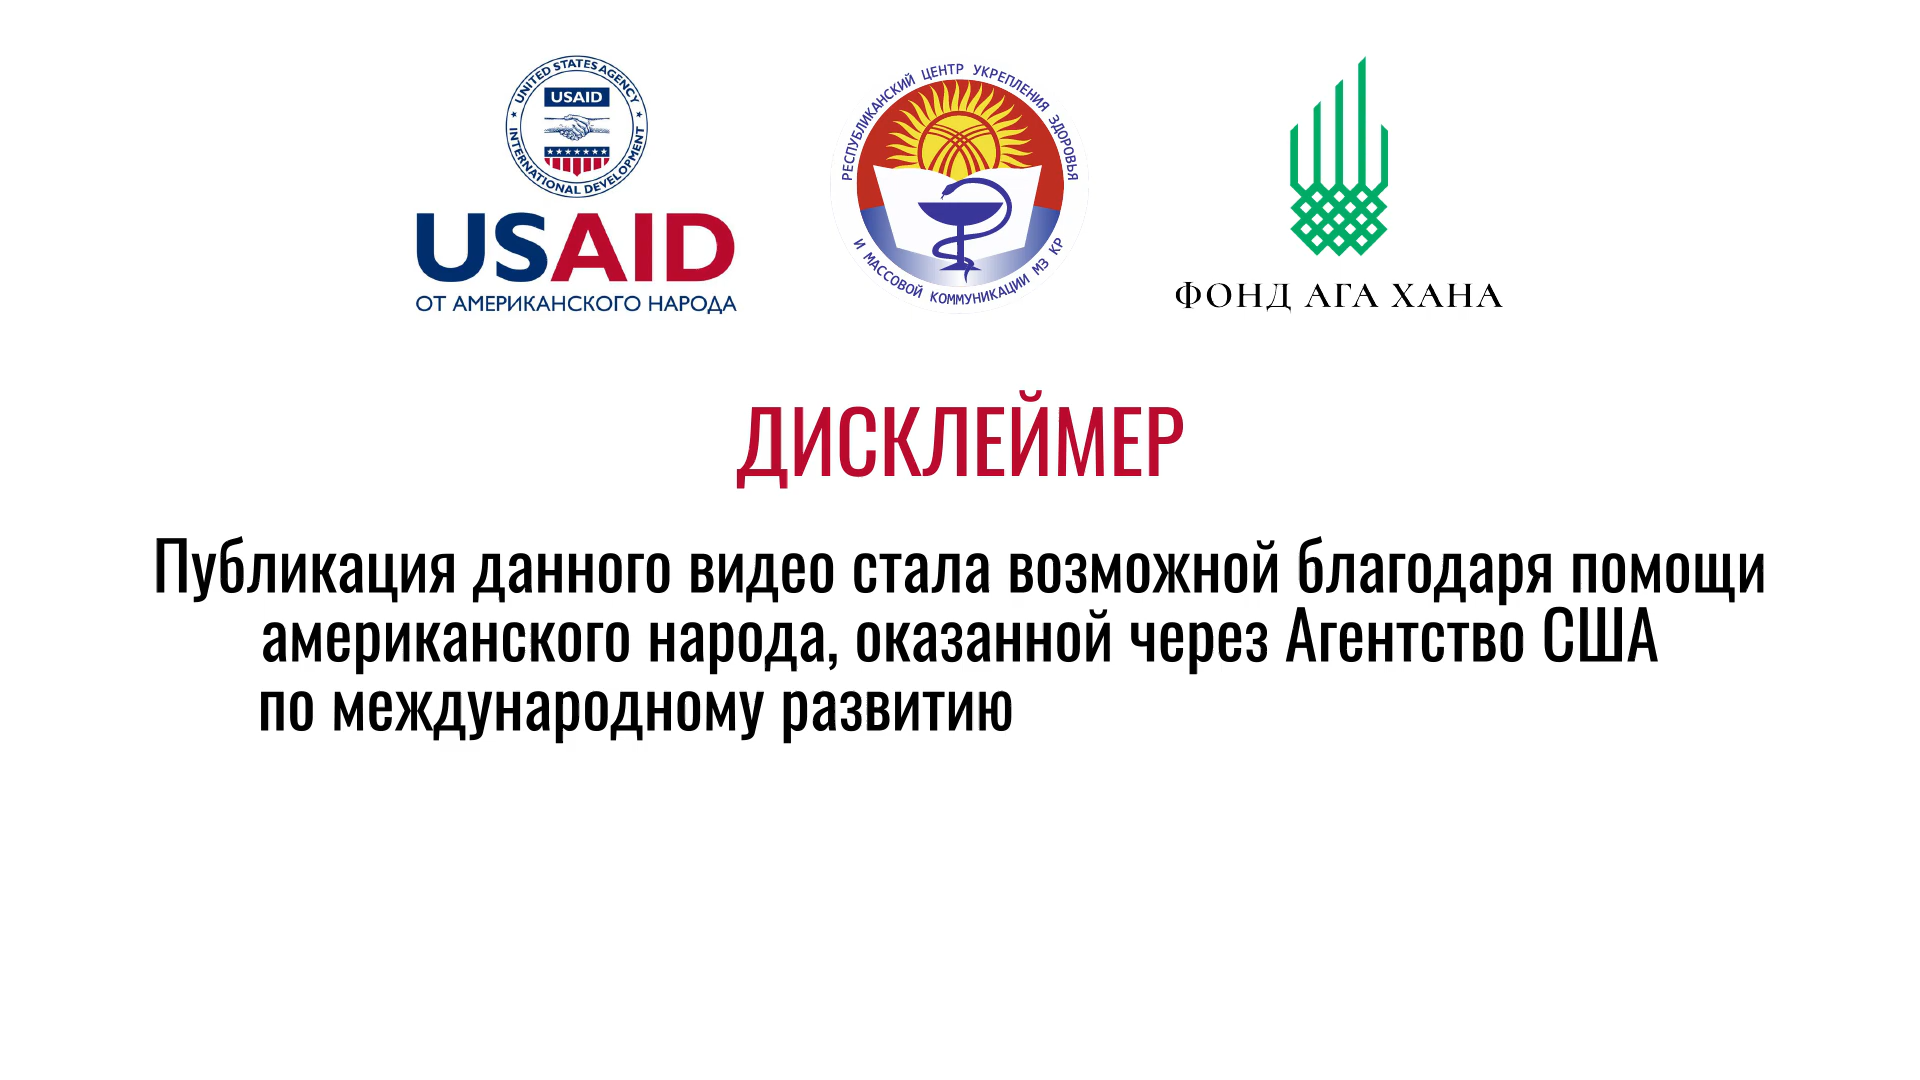 UNITED STATES AGENCY
USAID
INTERNATIONAL DEVELOPMENT
USAID
ОТ АМЕРИКАНСКОГО НАРОДА
РЕСПУБЛИКАНСКИЙ ЦЕНТР УКРЕПЛЕНИЯ ЗДОРОВЬЯ
И МАССОВОЙ КОММУНИКАЦИИ МЗ КР
ФОНД АГА ХАНА
ДИСКЛЕЙМЕР
Публикация данного видео стала возможной благодаря помощи
американского народа, оказанной через Агентство США
по международному развитию